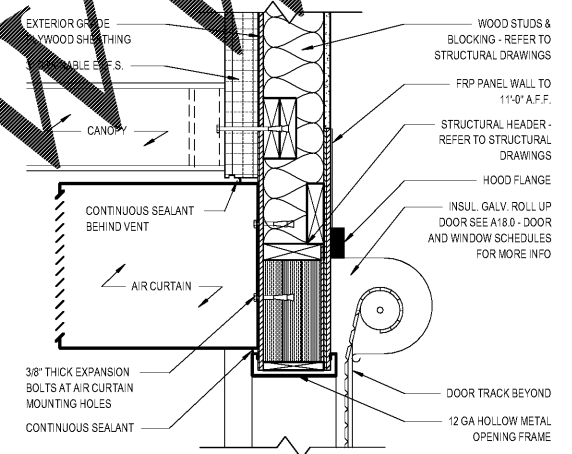 EXTERIOR GRADE
PLYWOOD SHEATHING
E.I.F.S.
CANOPY
CONTINUOUS SEALANT
BEHIND VENT
AIR CURTAIN
3/8" THICK EXPANSION
BOLTS AT AIR CURTAIN
MOUNTING HOLES
CONTINUOUS SEALANT
WOOD STUDS &
BLOCKING - REFER TO
STRUCTURAL DRAWINGS
FRP PANEL WALL TO
11'-0" A.F.F.
STRUCTURAL HEADER -
REFER TO STRUCTURAL
DRAWINGS
HOOD FLANGE
INSUL. GALV. ROLL UP
DOOR SEE A18.0 - DOOR
AND WINDOW SCHEDULES
FOR MORE INFO
DOOR TRACK BEYOND
12 GA HOLLOW METAL
OPENING FRAME